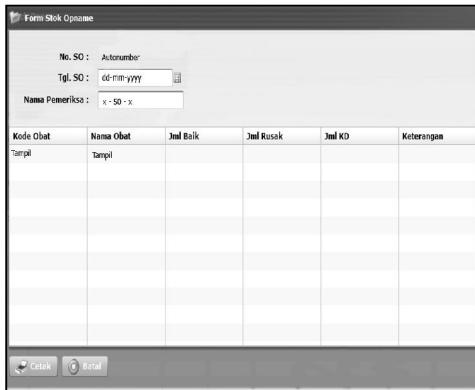 Form Stok Opname
No. SO : Autonumber
Tgl. SO : dd-mm-yyyy
Nama Pemeriksa : x - 50 - x
Kode Obat Nama Obat Jml Baik Jml Rusak Jml KD Keterangan
Tampil Tampil
Cetak Batal